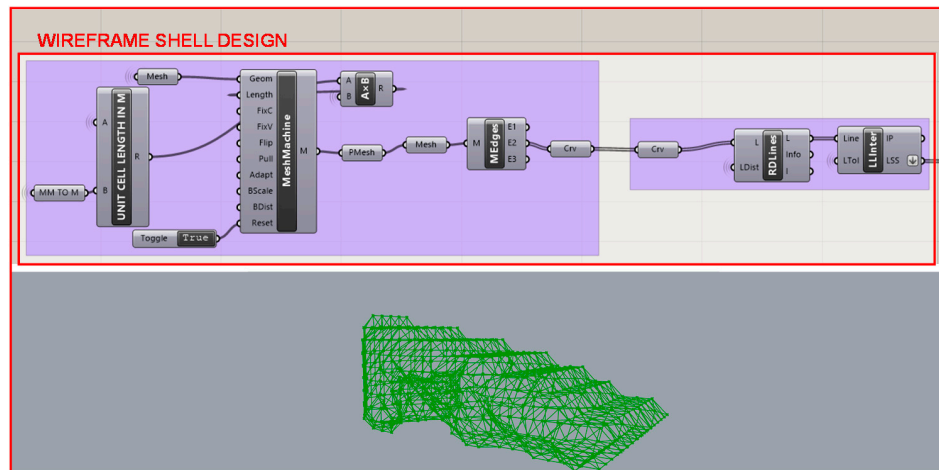 WIREFRAME SHELL DESIGN
Mesh
A
B
R
UNIT CELL LENGTH IN M
MM TO M
Toggle True
Geom
Length
FixC
FixV
Flip
Pull
Adapt
BScale
BDist
Reset
MeshMachine
M
A
B
A×B
R
PMesh
Mesh
M
MEdges
E1
E2
E3
Crv
Crv
L
LDist
RDLines
L
Info
I
Line
LTol
LLInter
IP
LSS